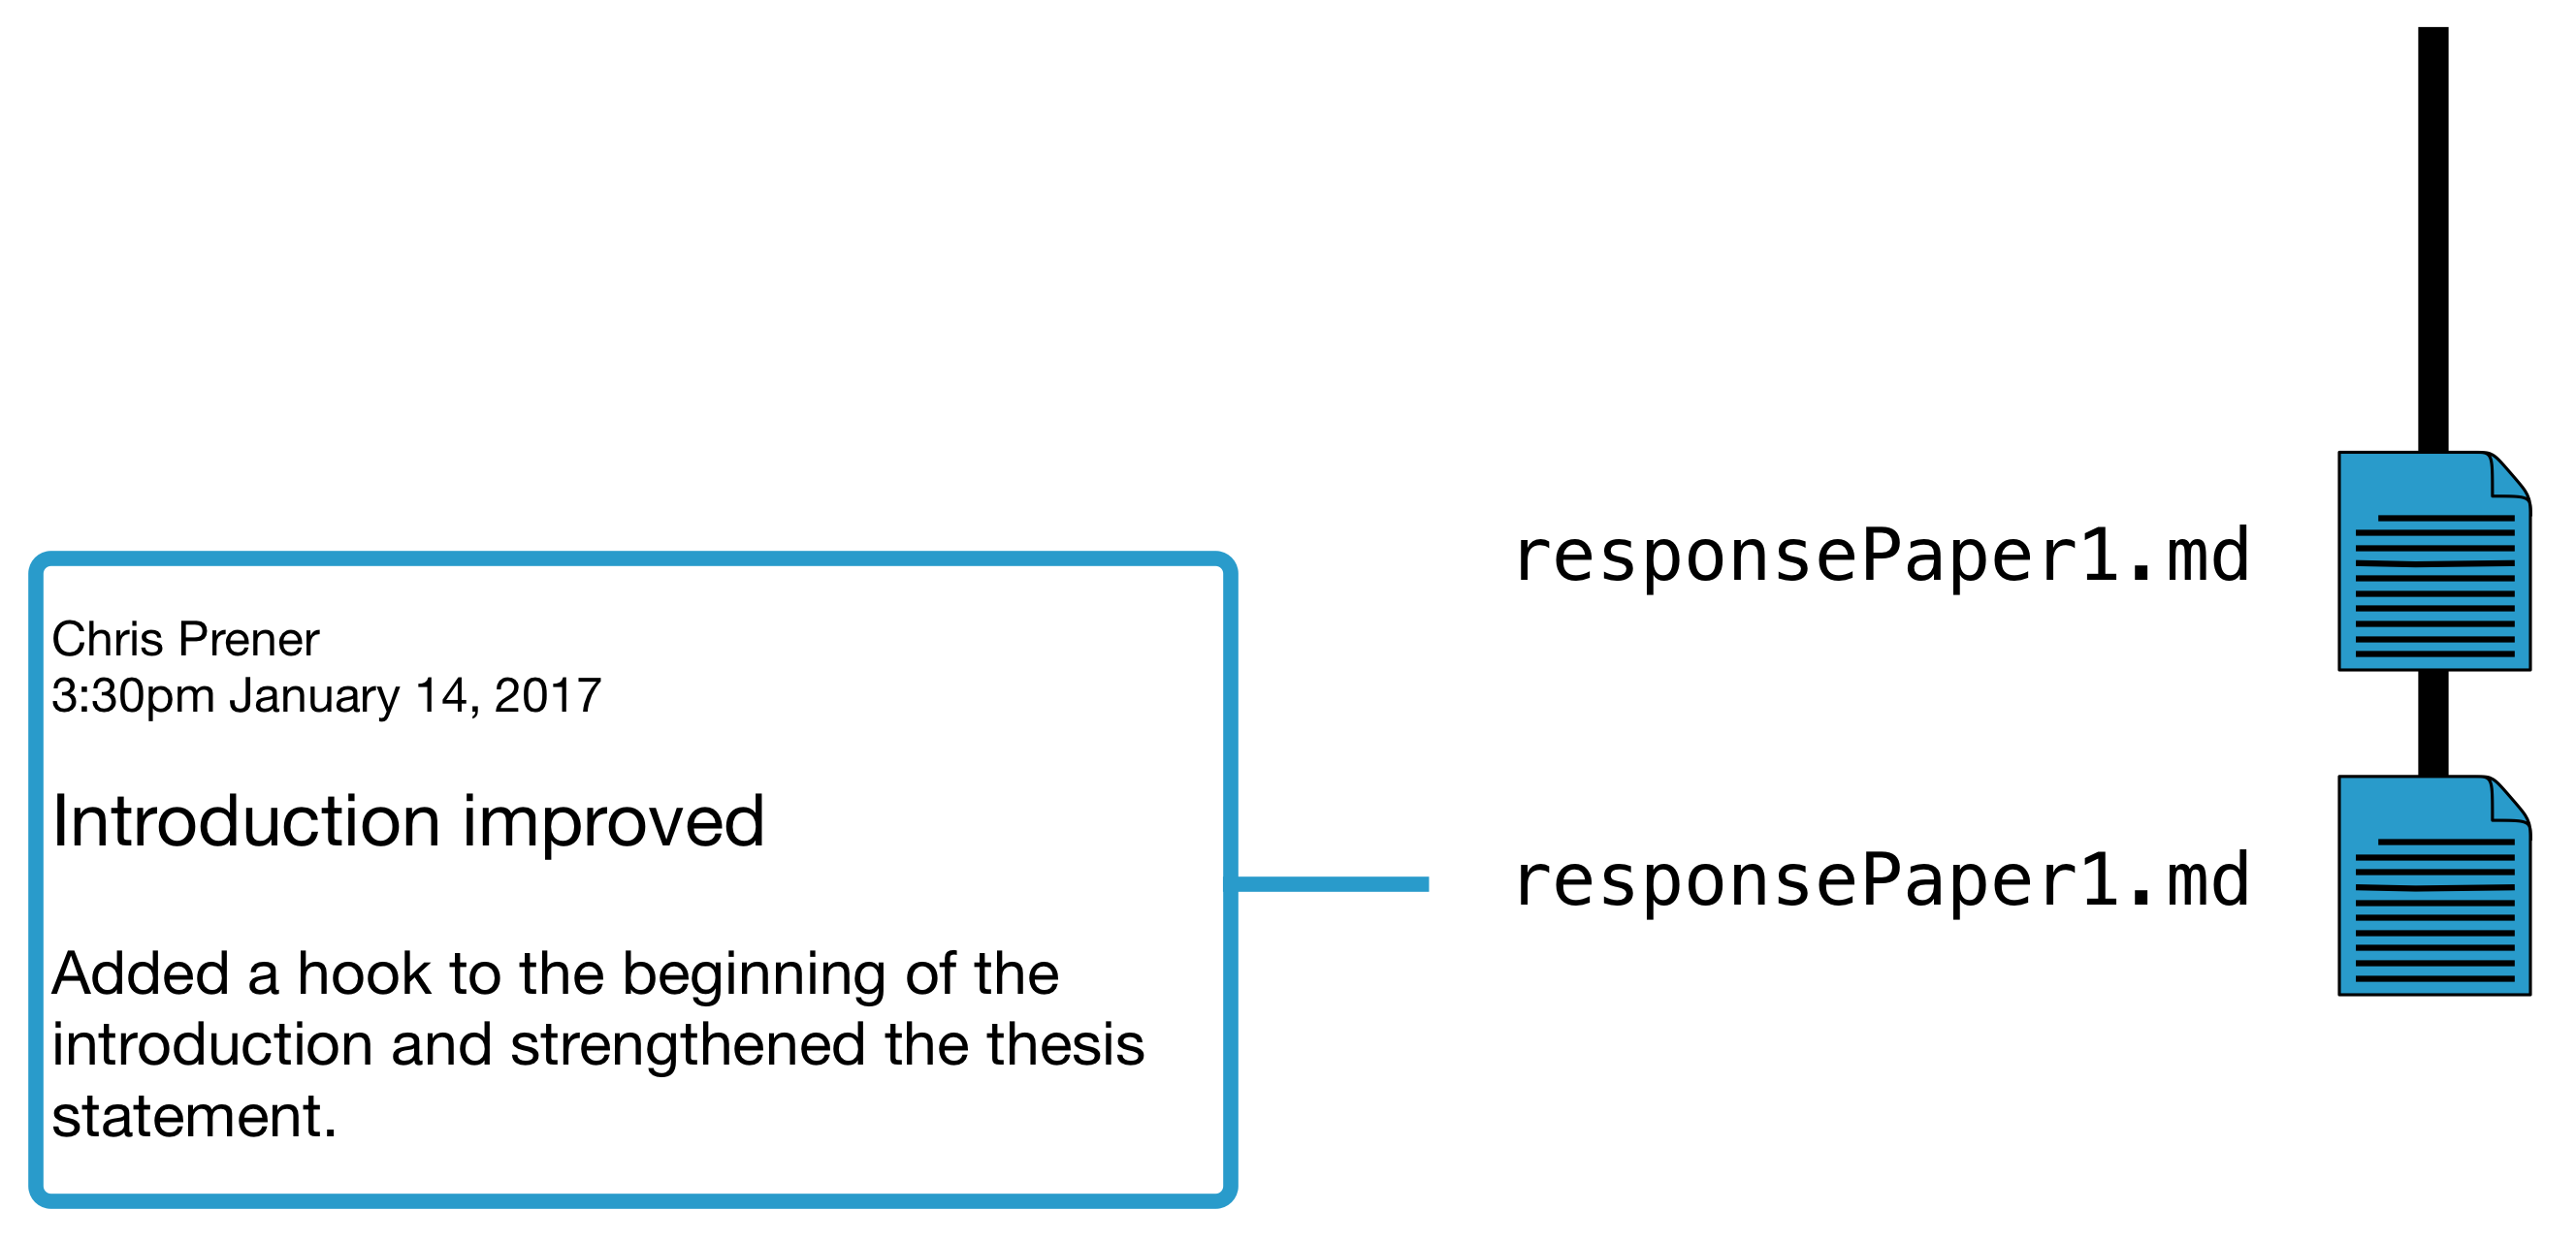 responsePaper1.md
Chris Prener
3:30pm January 14, 2017
Introduction improved
Added a hook to the beginning of the
introduction and strengthened the thesis
statement.
responsePaper1.md